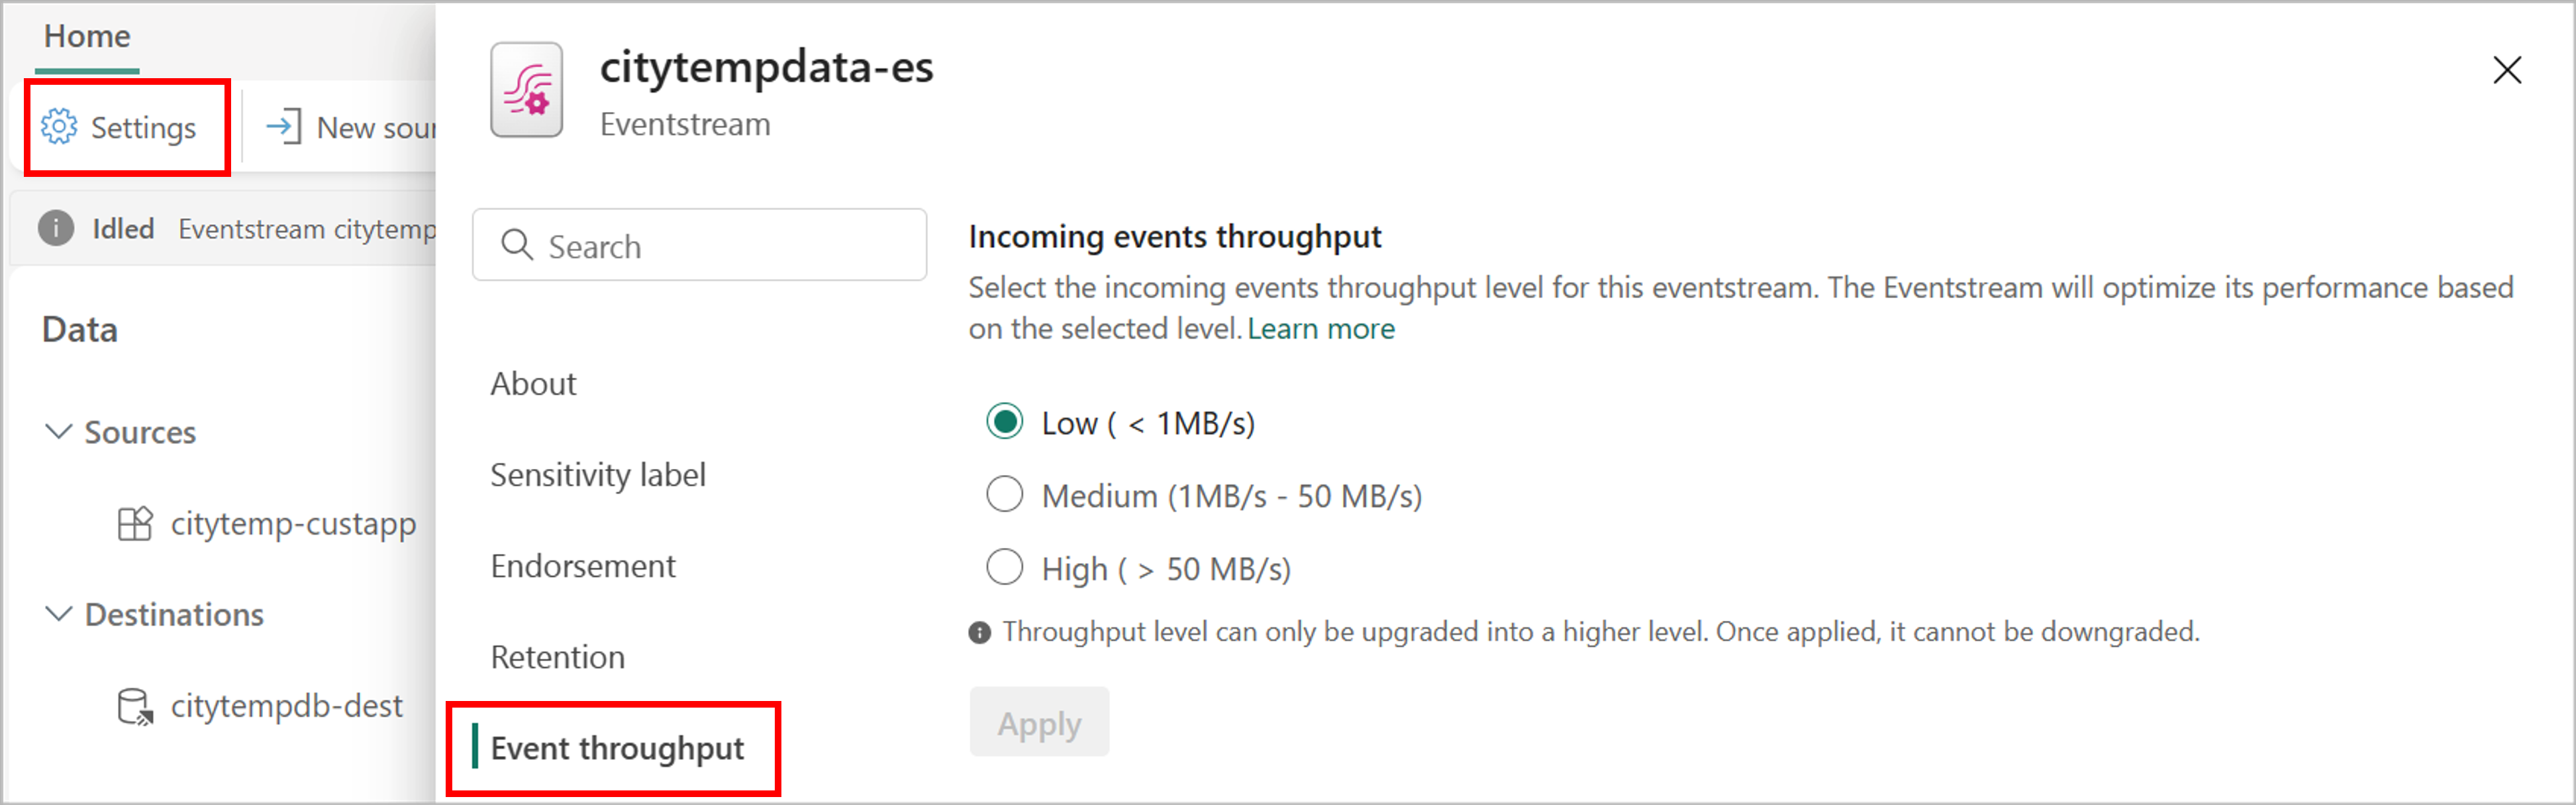 Home
Settings
New sour
Idled Eventstream citytemp
Data
Sources
citytemp-custapp
Destinations
citytempdb-dest
citytempdata-es
Eventstream
Search
About
Sensitivity label
Endorsement
Retention
Event throughput
Incoming events throughput
Select the incoming events throughput level for this eventstream. The Eventstream will optimize its performance based
on the selected level. Learn more
Low ( < 1MB/s)
Medium (1MB/s - 50 MB/s)
High ( > 50 MB/s)
Throughput level can only be upgraded into a higher level. Once applied, it cannot be downgraded.
Apply